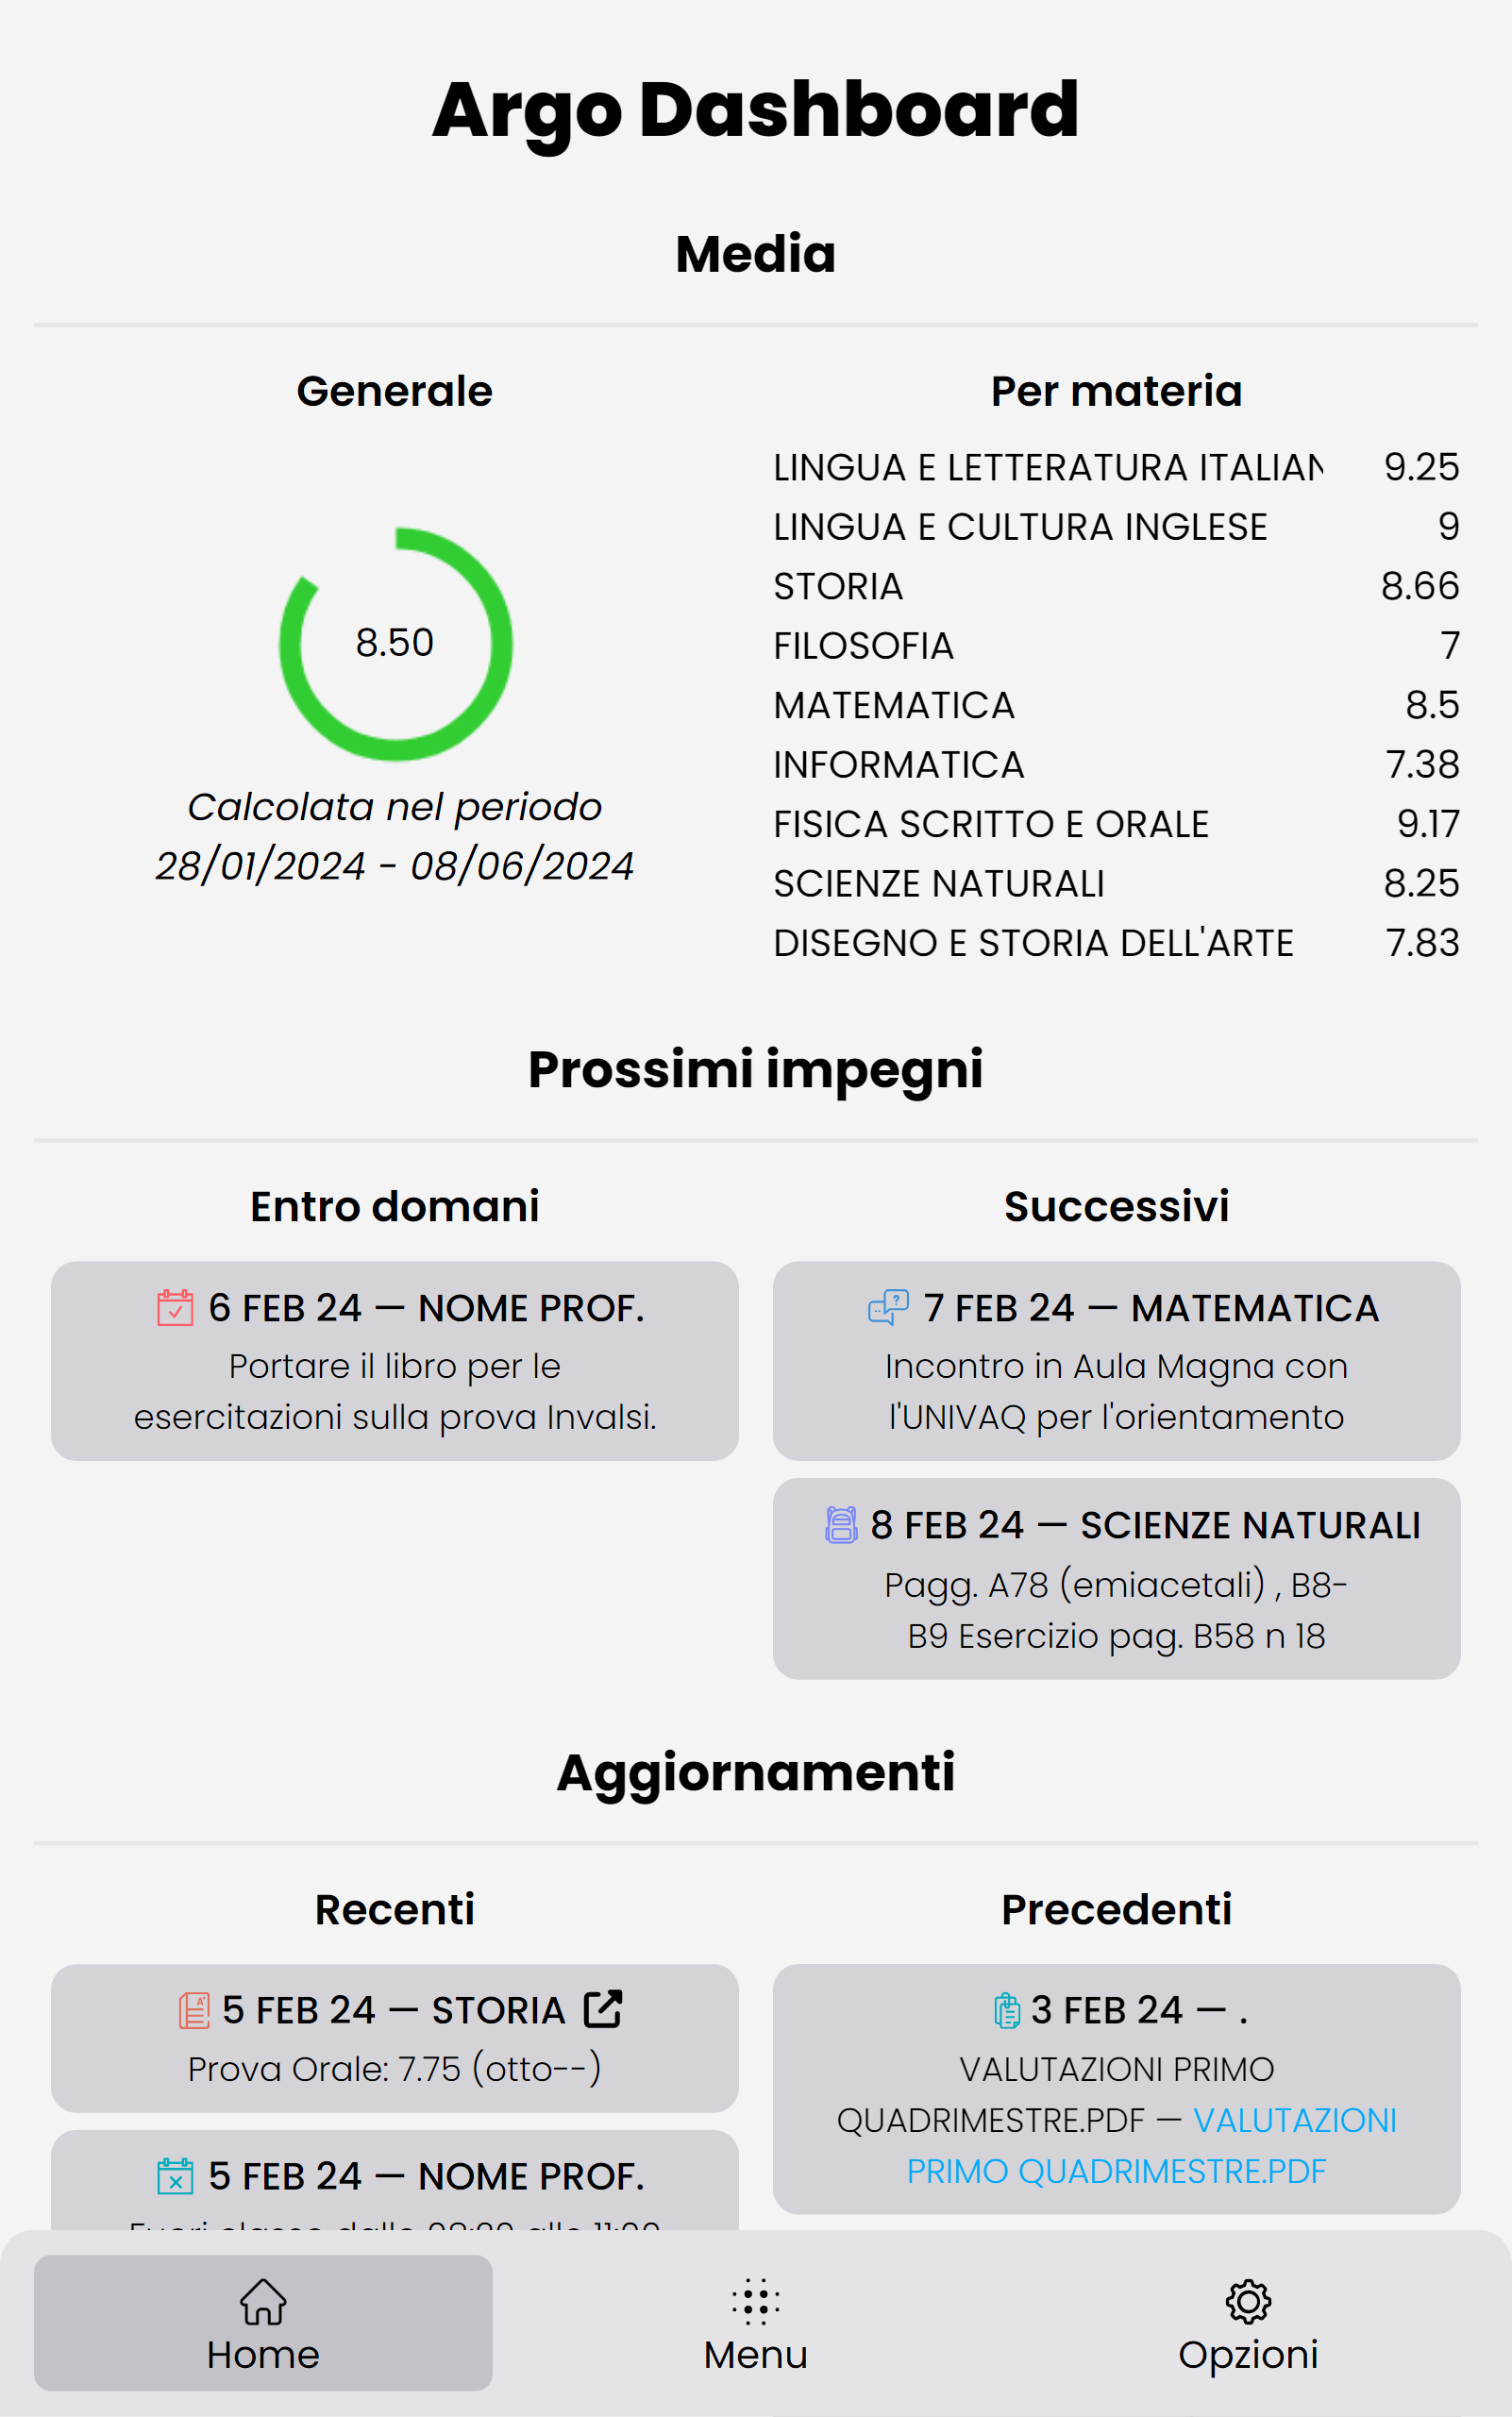 Argo Dashboard
Media
Generale
8.50
Calcolata nel periodo
28/01/2024 - 08/06/2024
Per materia
LINGUA E LETTERATURA ITALIAN 9.25
LINGUA E CULTURA INGLESE 9
STORIA 8.66
FILOSOFIA 7
MATEMATICA 8.5
INFORMATICA 7.38
FISICA SCRITTO E ORALE 9.17
SCIENZE NATURALI 8.25
DISEGNO E STORIA DELL'ARTE 7.83
Prossimi impegni
Entro domani
6 FEB 24 — NOME PROF.
Portare il libro per le
esercitazioni sulla prova Invalsi.
Successivi
7 FEB 24 — MATEMATICA
Incontro in Aula Magna con
l'UNIVAQ per l'orientamento
8 FEB 24 — SCIENZE NATURALI
Pagg. A78 (emiacetali) , B8-
B9 Esercizio pag. B58 n 18
Aggiornamenti
Recenti
5 FEB 24 — STORIA
Prova Orale: 7.75 (otto--)
5 FEB 24 — NOME PROF.
Fuori classe dalle alle
Precedenti
3 FEB 24 — .
VALUTAZIONI PRIMO
QUADRIMESTRE.PDF — VALUTAZIONI
PRIMO QUADRIMESTRE.PDF
Home
Menu
Opzioni